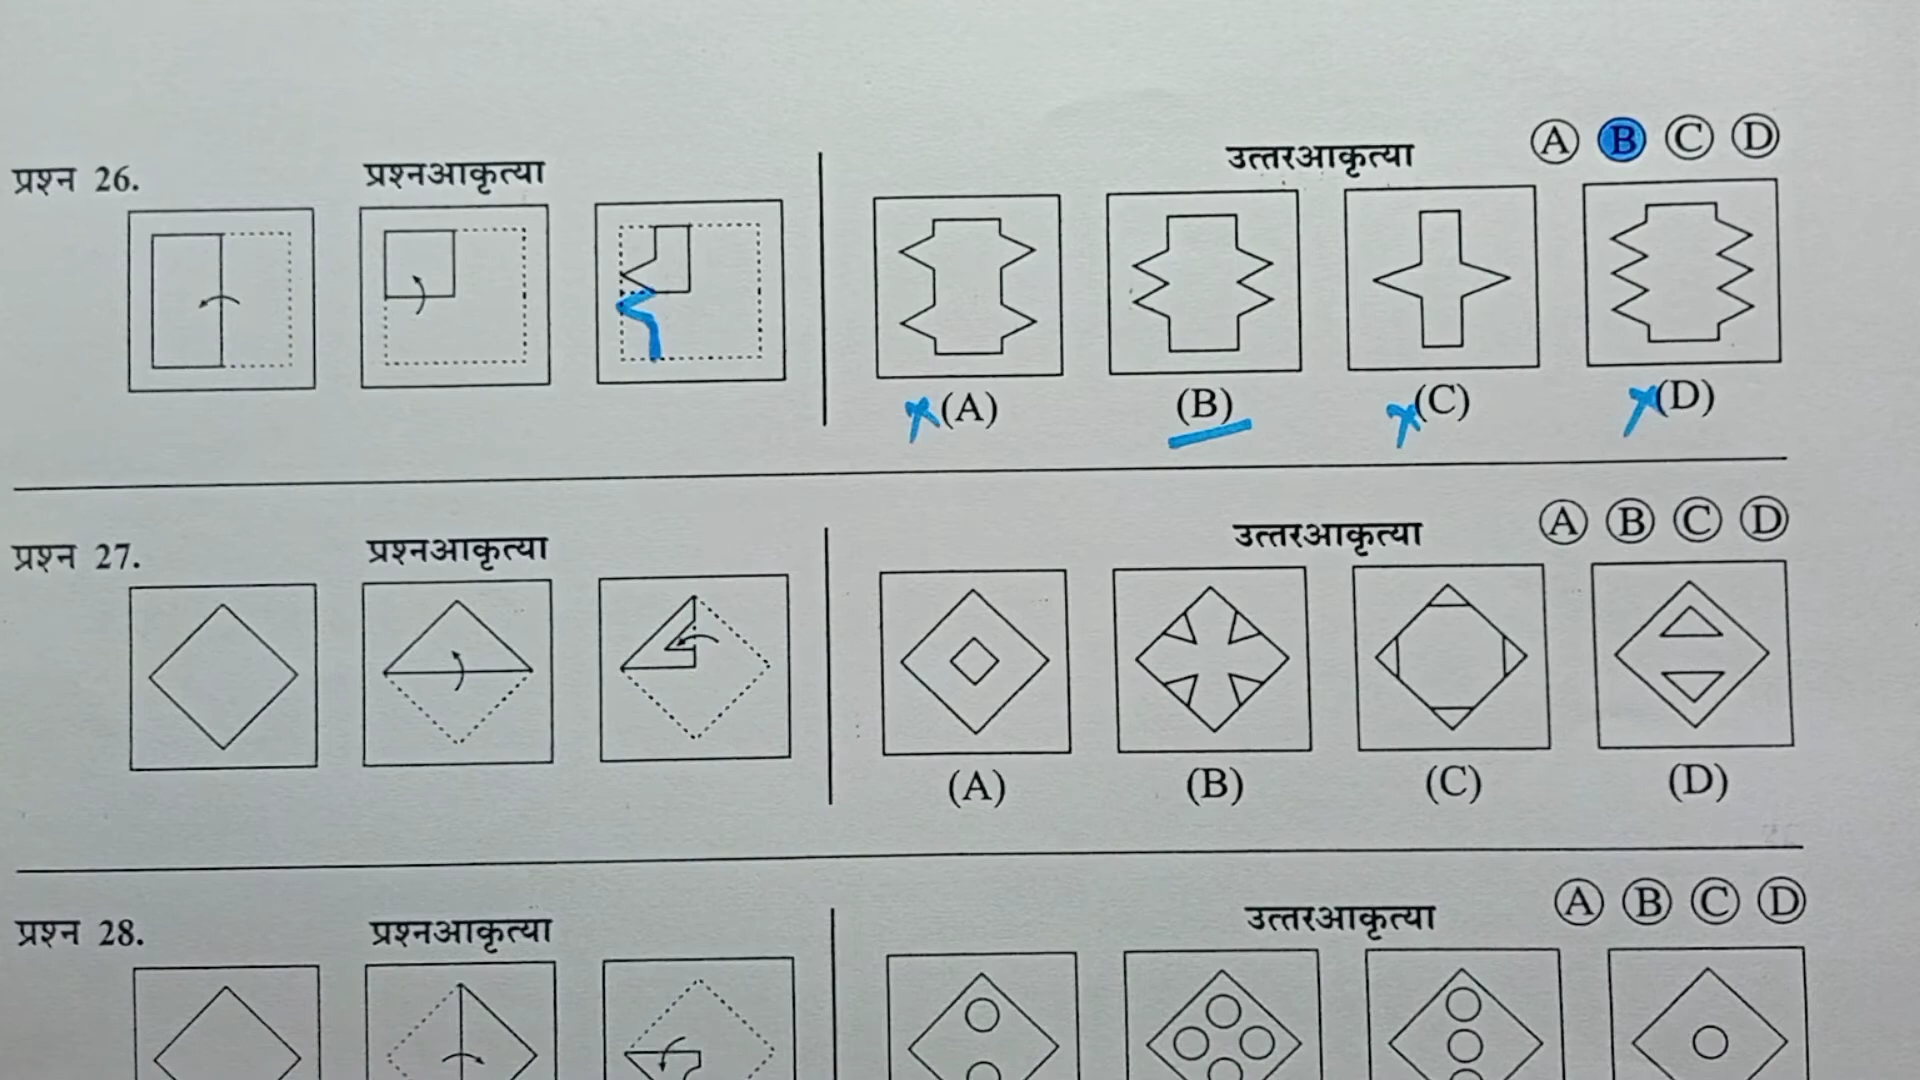 Ⓐ Ⓑ Ⓒ Ⓓ
प्रश्न 26. प्रश्नआकृत्या उत्तरआकृत्या
(A) (B) (C) (D)
Ⓐ Ⓑ Ⓒ Ⓓ
प्रश्न 27. प्रश्नआकृत्या उत्तरआकृत्या
(A) (B) (C) (D)
Ⓐ Ⓑ Ⓒ Ⓓ
प्रश्न 28. प्रश्नआकृत्या उत्तरआकृत्या